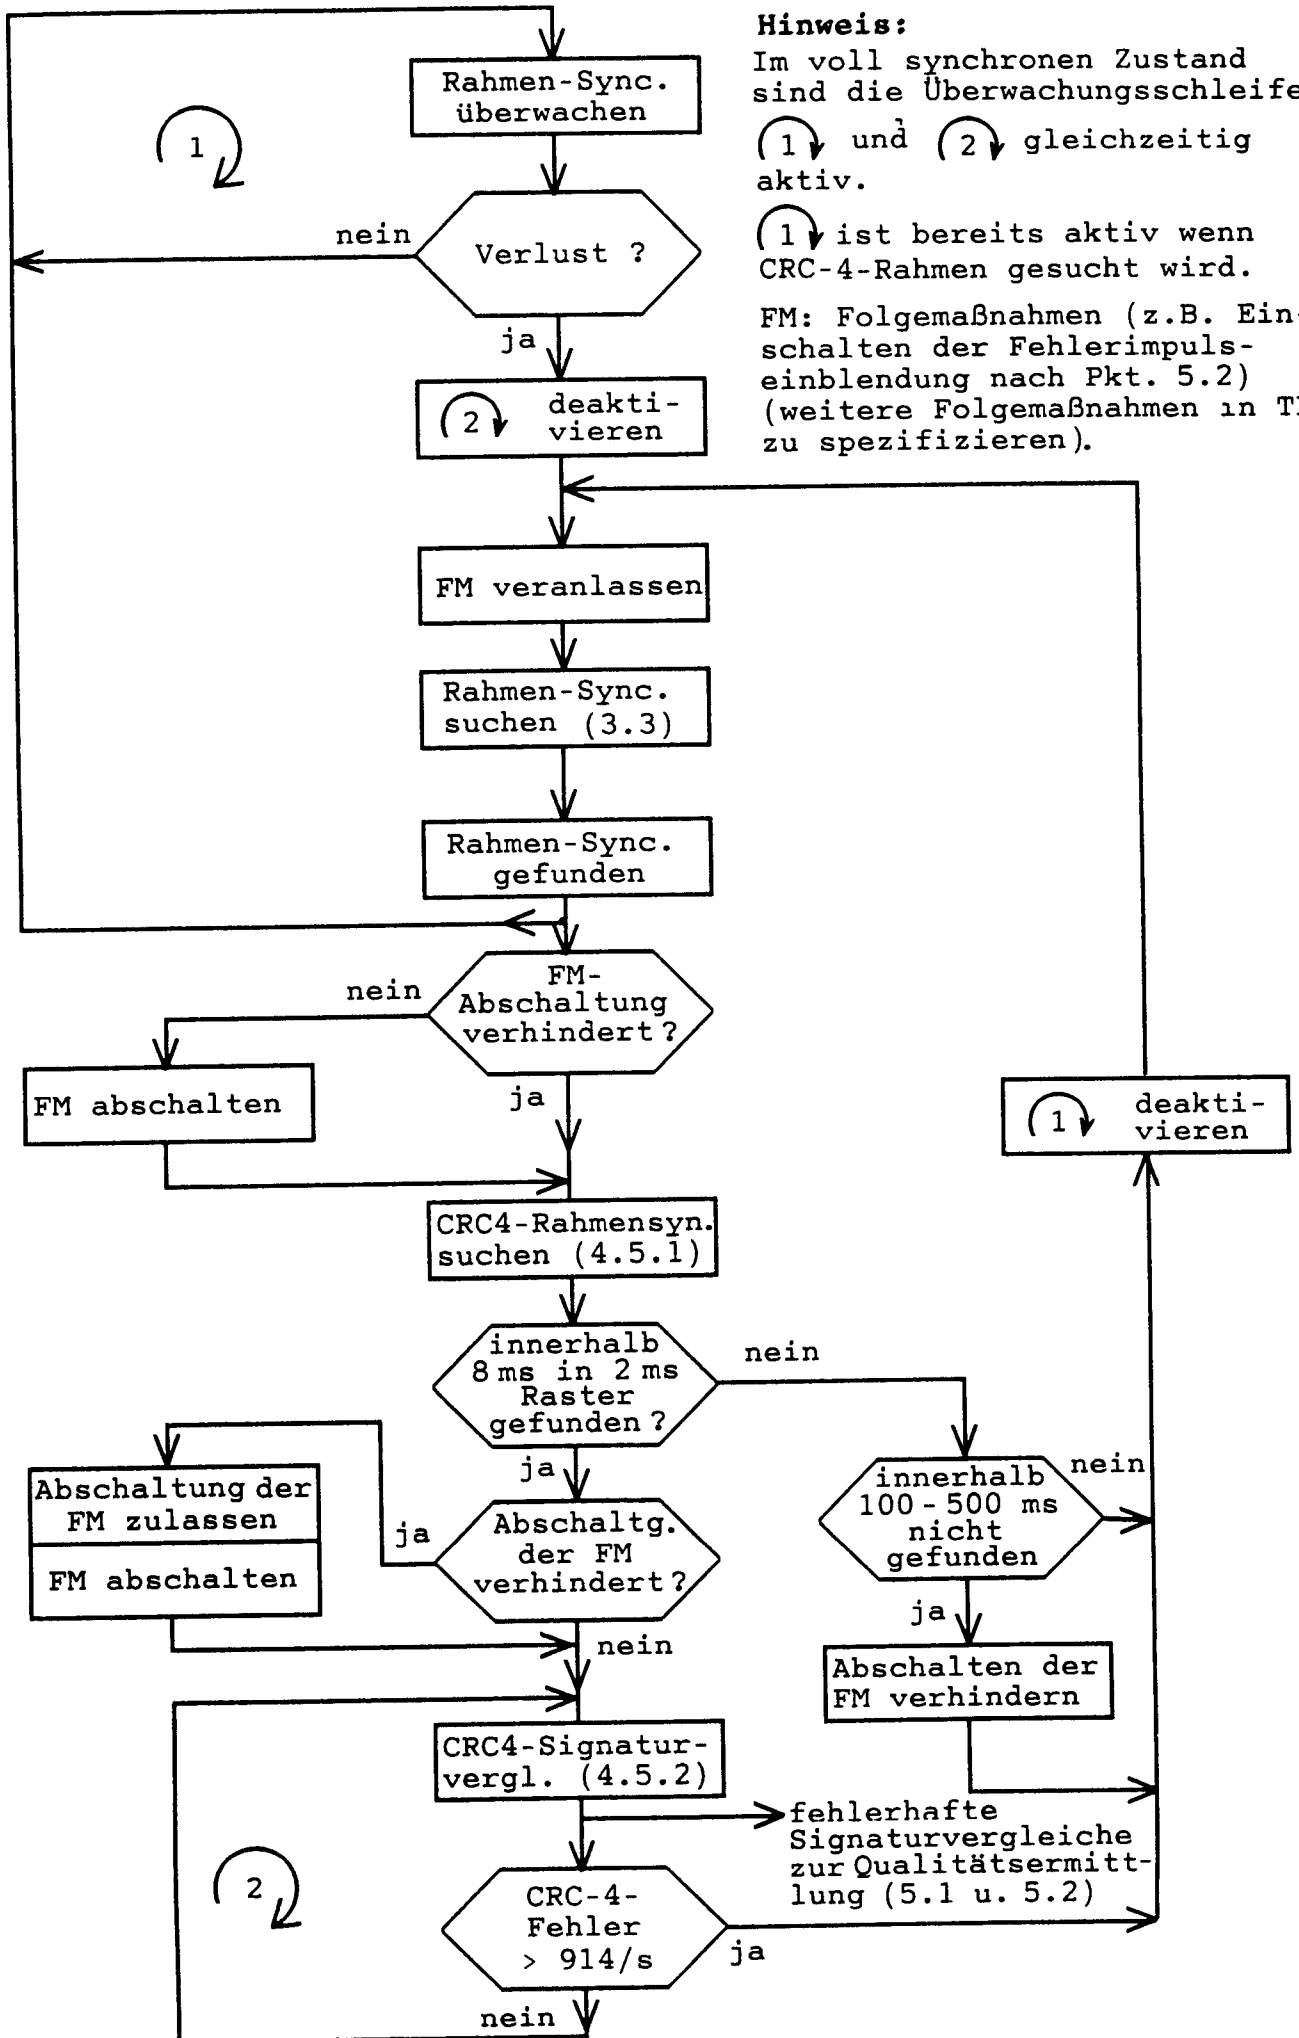 Hinweis:
Im voll synchronen Zustand
sind die Überwachungsschleife
1 und 2 gleichzeitig
aktiv.
1 ist bereits aktiv wenn
CRC-4-Rahmen gesucht wird.
FM: Folgemaßnahmen (z.B. Ein-
schalten der Fehlerimpuls-
einblendung nach Pkt. 5.2)
(weitere Folgemaßnahmen in
zu spezifizieren).
Rahmen-Sync.
überwachen
1
nein
Verlust ?
ja
2 deakti-
vieren
FM veranlassen
Rahmen-Sync.
suchen (3.3)
Rahmen-Sync.
gefunden
nein
FM-
Abschaltung
verhindert ?
ja
FM abschalten
1 deakti-
vieren
CRC4-Rahmensyn.
suchen (4.5.1)
innerhalb
8 ms in 2 ms
Raster
gefunden ?
nein
ja
innerhalb
100 - 500 ms
nicht
gefunden
nein
ja
Abschaltung der
FM zulassen
FM abschalten
ja
Abschaltg.
der FM
verhindert ?
nein
Abschalten der
FM verhindern
CRC4-Signatur-
vergl. (4.5.2)
fehlerhafte
Signaturvergleiche
zur Qualitätsermitt-
lung (5.1 u. 5.2)
2
CRC-4-
Fehler
> 914/s
ja
nein